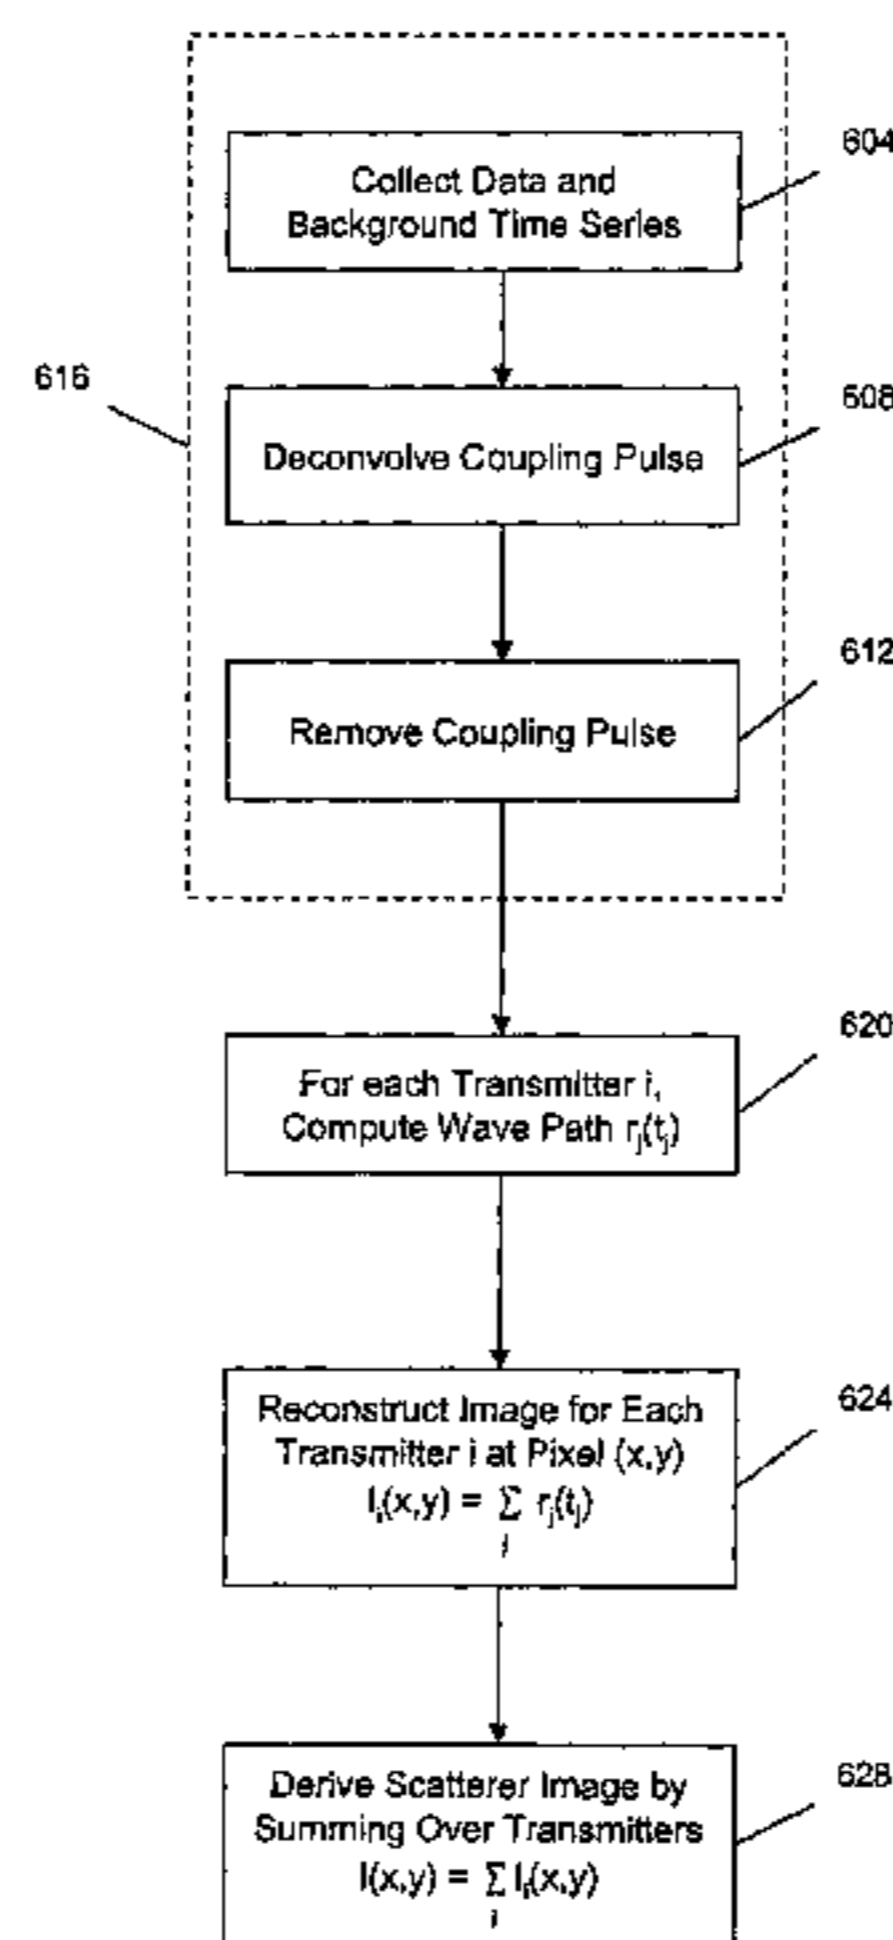 604
Collect Data and
Background Time Series
616
608
Deconvolve Coupling Pulse
612
Remove Coupling Pulse
620
For each Transmitter i,
Compute Wave Path rj(tj)
624
Reconstruct Image for Each
Transmitter i at Pixel (x,y)
Ii(x,y) = Σ rj(tj)
j
628
Derive Scatterer Image by
Summing Over Transmitters
I(x,y) = Σ Ii(x,y)
i